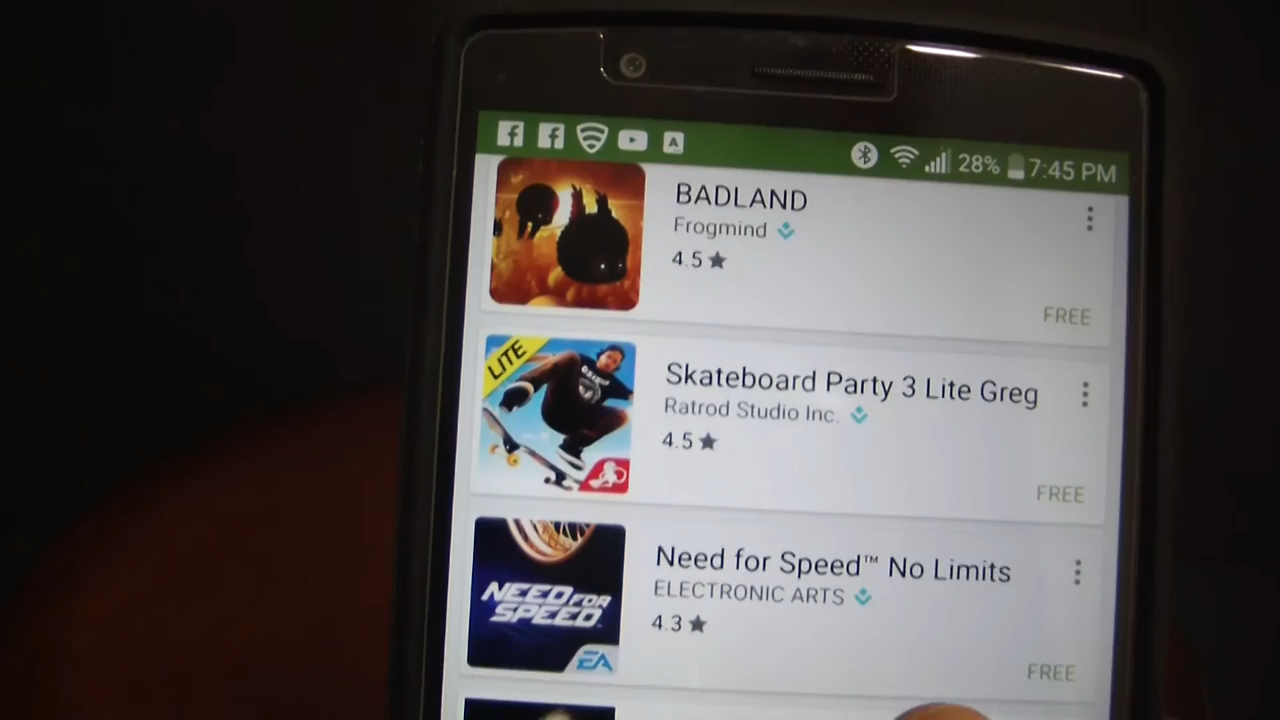 28% 7:45 PM
BADLAND
Frogmind
4.5★
FREE
LITE
Skateboard Party 3 Lite Greg
Ratrod Studio Inc.
4.5★
FREE
NEED FOR
SPEED
EA
Need for Speed™ No Limits
ELECTRONIC ARTS
4.3★
FREE